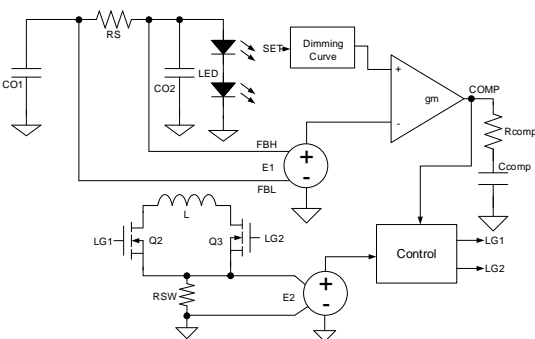 RS
CO1
CO2
LED
SET
Dimming
Curve
+
-
gm
COMP
Rcomp
Ccomp
FBH
E1
+
-
FBL
L
LG1
Q2
Q3
LG2
RSW
E2
+
-
Control
LG1
LG2